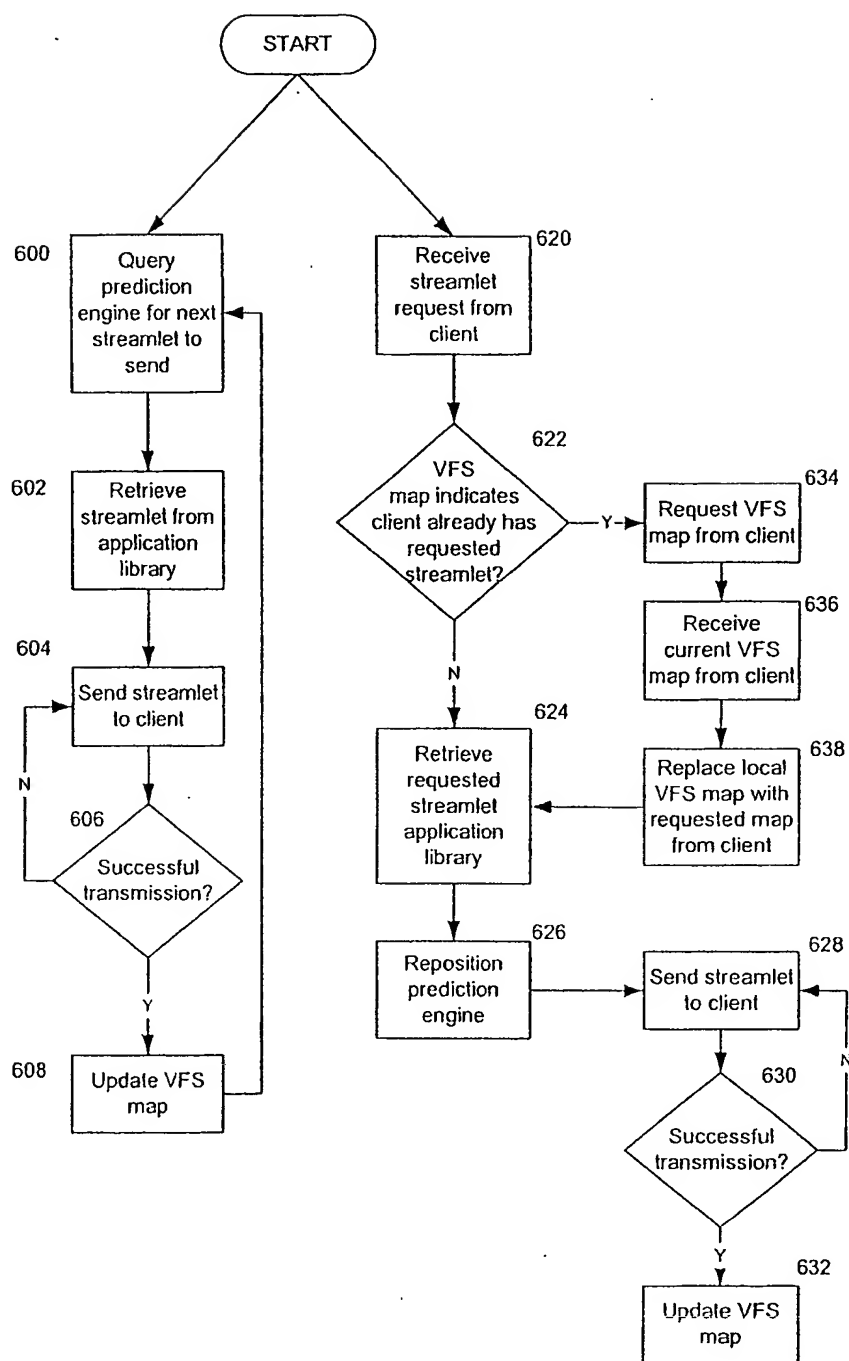 START
600
Query
prediction
engine for next
streamlet to
send
602
Retrieve
streamlet from
application
library
604
Send streamlet
to client
N
606
Successful
transmission?
Y
608
Update VFS
map
620
Receive
streamlet
request from
client
622
VFS
map indicates
client already has
requested
streamlet?
Y
N
634
Request VFS
map from client
636
Receive
current VFS
map from client
638
Replace local
VFS map with
requested map
from client
624
Retrieve
requested
streamlet
application
library
626
Reposition
prediction
engine
628
Send streamlet
to client
N
630
Successful
transmission?
Y
632
Update VFS
map